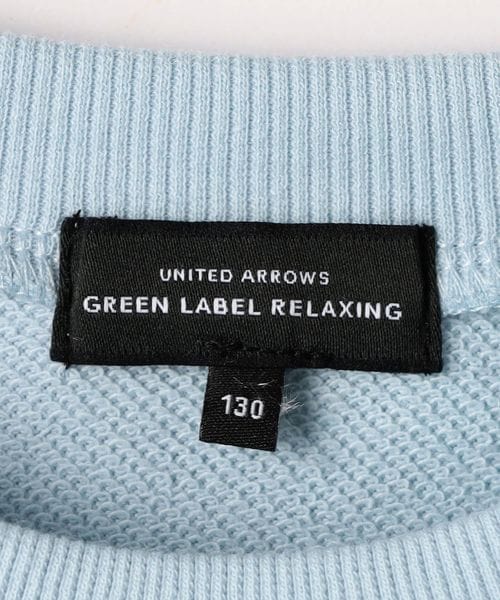 UNITED ARROWS
GREEN LABEL RELAXING
130